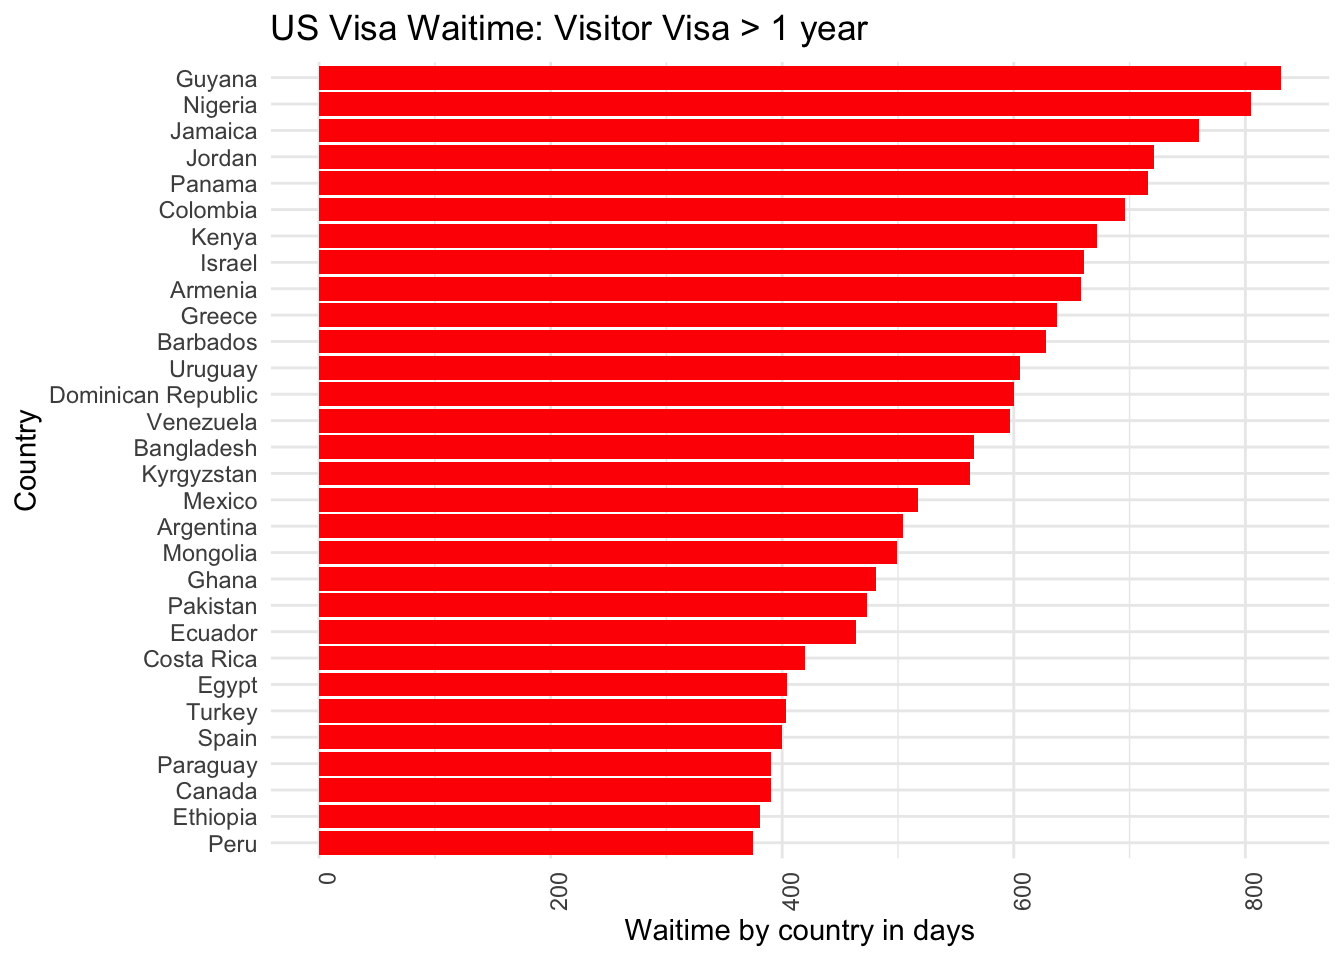 US Visa Waitime: Visitor Visa > 1 year
Guyana
Nigeria
Jamaica
Jordan
Panama
Colombia
Kenya
Israel
Armenia
Greece
Barbados
Uruguay
Dominican Republic
Venezuela
Bangladesh
Kyrgyzstan
Mexico
Argentina
Mongolia
Ghana
Pakistan
Ecuador
Costa Rica
Egypt
Turkey
Spain
Paraguay
Canada
Ethiopia
Peru
Country
0
200
400
600
800
Waitime by country in days